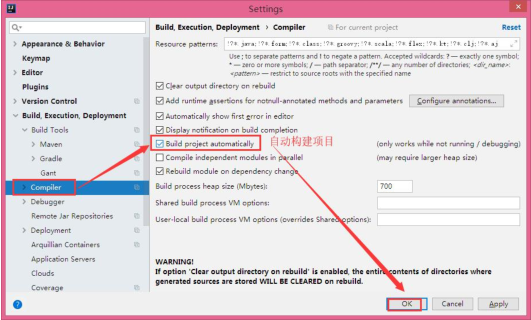 Settings
Build, Execution, Deployment > Compiler
For current project
Reset
Appearance & Behavior
Keymap
Editor
Plugins
Version Control
Build, Execution, Deployment
Build Tools
Maven
Gradle
Gant
Compiler
Debugger
Remote Jar Repositories
Deployment
Arquillian Containers
Application Servers
Clouds
Coverage
Resource patterns: !?*.java;!?*.form;!?*.class;!?*.groovy;!?*.scala;!?*.flex;!?*.kt;!?*.clj;!?*.aj
Use ; to separate patterns and ! to negate a pattern. Accepted wildcards: ? — exactly one symbol;
* — zero or more symbols; / — path separator; /**/ — any number of directories; <dir_name>:
<pattern> — restrict to source roots with the specified name
Clear output directory on rebuild
Add runtime assertions for notnull-annotated methods and parameters Configure annotations...
Automatically show first error in editor
Display notification on build completion
Build project automatically 自动构建项目 (only works while not running / debugging)
Compile independent modules in parallel (may require larger heap size)
Rebuild module on dependency change
Build process heap size (Mbytes): 700
Shared build process VM options:
User-local build process VM options (overrides Shared options):
WARNING!
If option 'Clear output directory on rebuild' is enabled, the entire contents of directories where
generated sources are stored WILL BE CLEARED on rebuild.
?
OK Cancel Apply